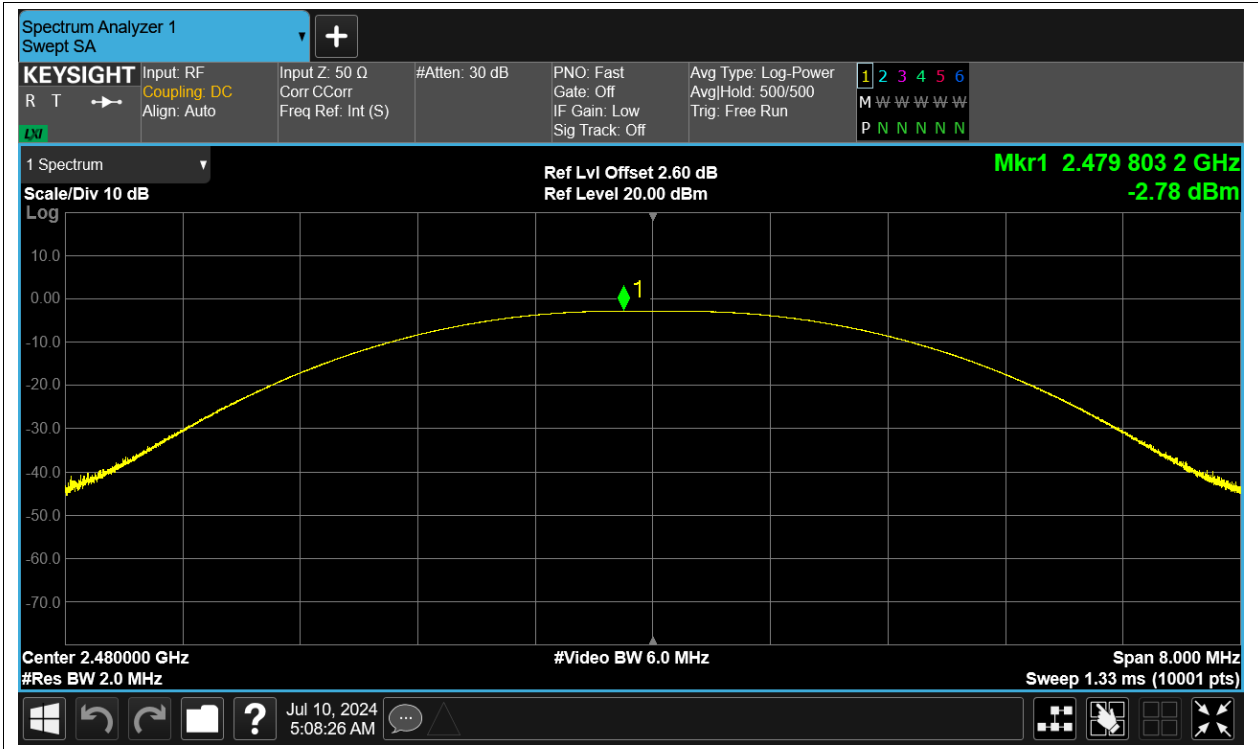 Spectrum Analyzer 1
Swept SA
KEYSIGHT
R T
LXI
Input: RF
Coupling: DC
Align: Auto
Input Z: 50 Ω
Corr CCorr
Freq Ref: Int (S)
#Atten: 30 dB
PNO: Fast
Gate: Off
IF Gain: Low
Sig Track: Off
Avg Type: Log-Power
Avg|Hold: 500/500
Trig: Free Run
1 2 3 4 5 6
M W W W W W
P N N N N N
1 Spectrum
Scale/Div 10 dB
Ref Lvl Offset 2.60 dB
Ref Level 20.00 dBm
Mkr1 2.479 803 2 GHz
-2.78 dBm
Log
10.0
0.00
-10.0
-20.0
-30.0
-40.0
-50.0
-60.0
-70.0
1
Center 2.480000 GHz
#Video BW 6.0 MHz
Span 8.000 MHz
#Res BW 2.0 MHz
Sweep 1.33 ms (10001 pts)
?
Jul 10, 2024
5:08:26 AM